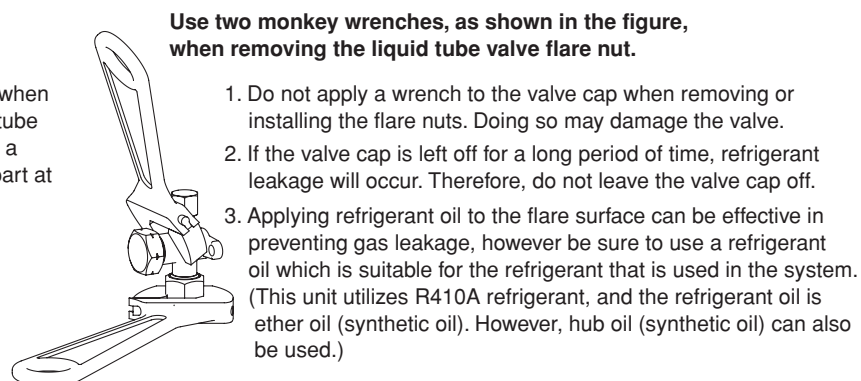 Use two monkey wrenches, as shown in the figure,
when removing the liquid tube valve flare nut.
when
tube
a
part at
1. Do not apply a wrench to the valve cap when removing or
installing the flare nuts. Doing so may damage the valve.
2. If the valve cap is left off for a long period of time, refrigerant
leakage will occur. Therefore, do not leave the valve cap off.
3. Applying refrigerant oil to the flare surface can be effective in
preventing gas leakage, however be sure to use a refrigerant
oil which is suitable for the refrigerant that is used in the system.
(This unit utilizes R410A refrigerant, and the refrigerant oil is
ether oil (synthetic oil). However, hub oil (synthetic oil) can also
be used.)